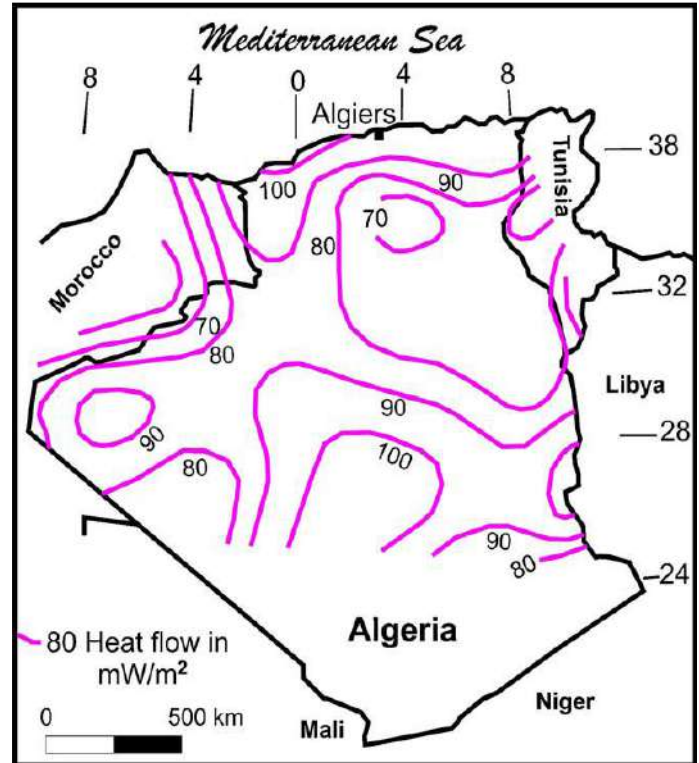 Mediterranean Sea
8 4 0 4 8
Algiers
38
Tunisia
100 90
70
80
Morocco
32
70
80
Libya
90
90
28
100
80
90
80
24
Algeria
80 Heat flow in
mW/m²
0 500 km
Mali
Niger